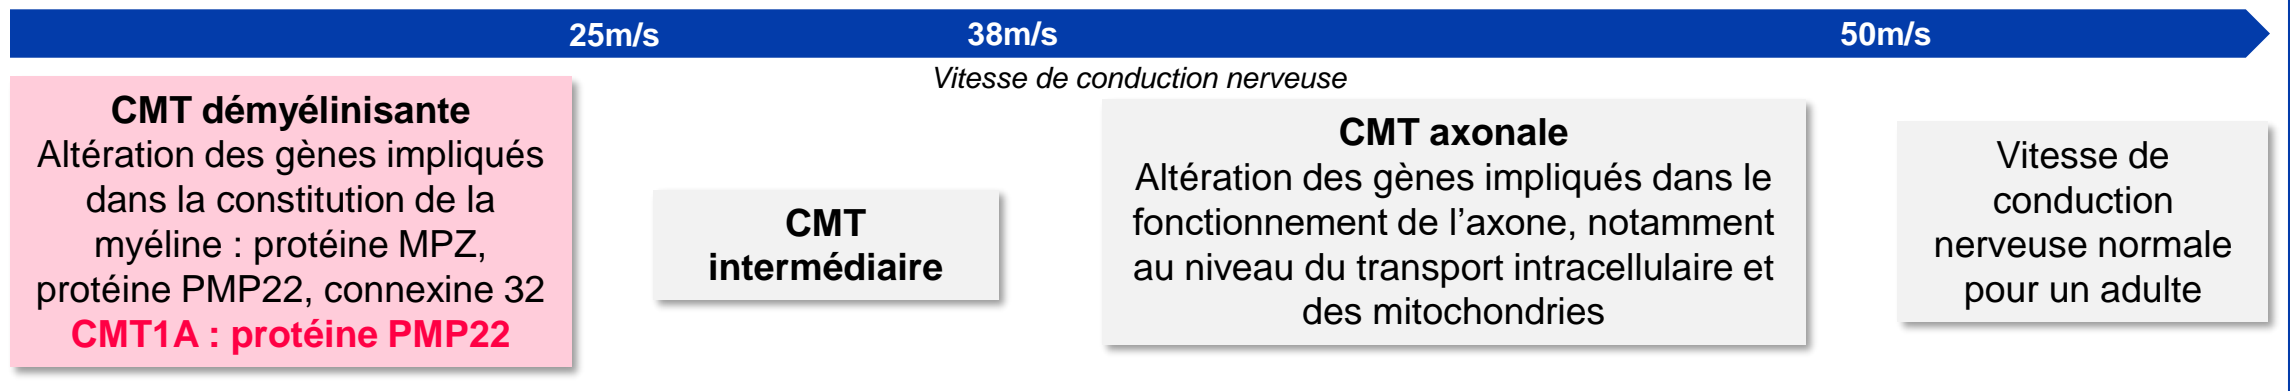 25m/s
38m/s
50m/s
Vitesse de conduction nerveuse
CMT démyélinisante
Altération des gènes impliqués
dans la constitution de la
myéline : protéine MPZ,
protéine PMP22, connexine 32
CMT1A : protéine PMP22
CMT
intermédiaire
CMT axonale
Altération des gènes impliqués dans le
fonctionnement de l’axone, notamment
au niveau du transport intracellulaire et
des mitochondries
Vitesse de
conduction
nerveuse normale
pour un adulte